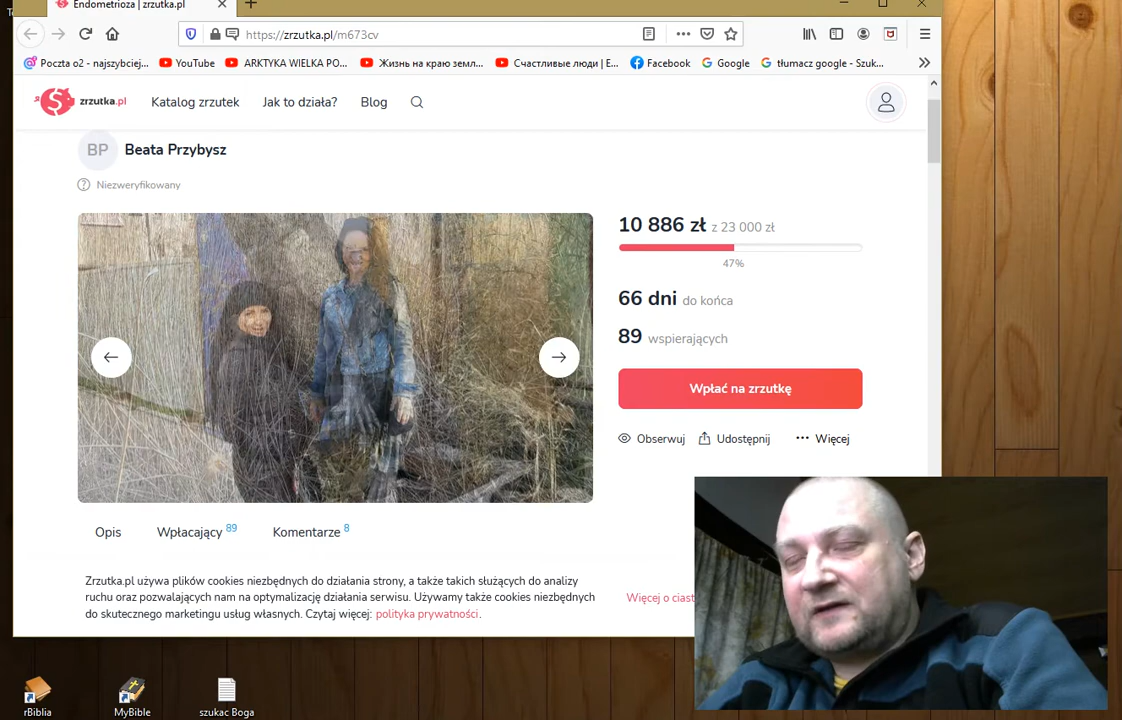 Endometrioza | zrzutka.pl
https://zrzutka.pl/m673cv
Poczta o2 - najszybciej...
YouTube
ARKTYKA WIELKA PO...
Жизнь на краю земл...
Счастливые люди | Е...
Facebook
Google
tłumacz google - Szuk...
zrzutka.pl
Katalog zrzutek
Jak to działa?
Blog
BP
Beata Przybysz
Niezweryfikowany
10 886 zł z 23 000 zł
47%
66 dni do końca
89 wspierających
Wpłać na zrzutkę
Obserwuj
Udostępnij
Więcej
Opis
Wpłacający 89
Komentarze 8
Zrzutka.pl używa plików cookies niezbędnych do działania strony, a także takich służących do analizy
ruchu oraz pozwalających nam na optymalizację działania serwisu. Używamy także cookies niezbędnych
do skutecznego marketingu usług własnych. Czytaj więcej: polityka prywatności.
Więcej o ciast
rBiblia
MyBible
szukac Boga